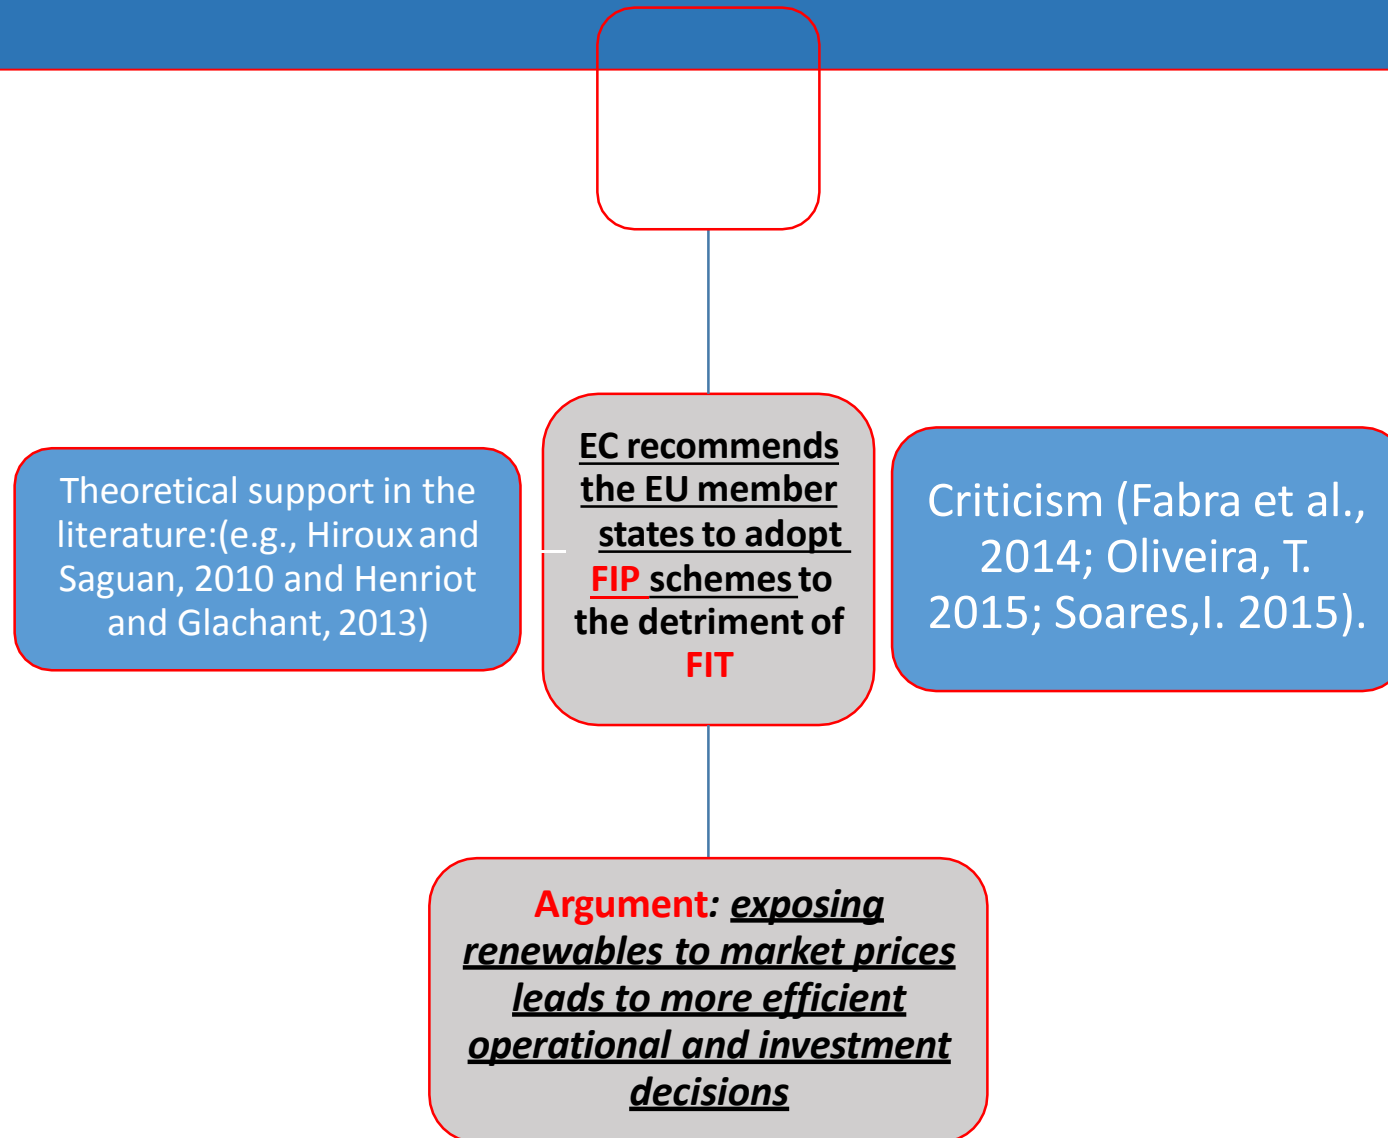 EC recommends
the EU member
states to adopt
FIP schemes to
the detriment of
FIT
Theoretical support in the
literature:(e.g., Hiroux and
Saguan, 2010 and Henriot
and Glachant, 2013)
Criticism (Fabra et al.,
2014; Oliveira, T.
2015; Soares,I. 2015).
Argument: exposing
renewables to market prices
leads to more efficient
operational and investment
decisions